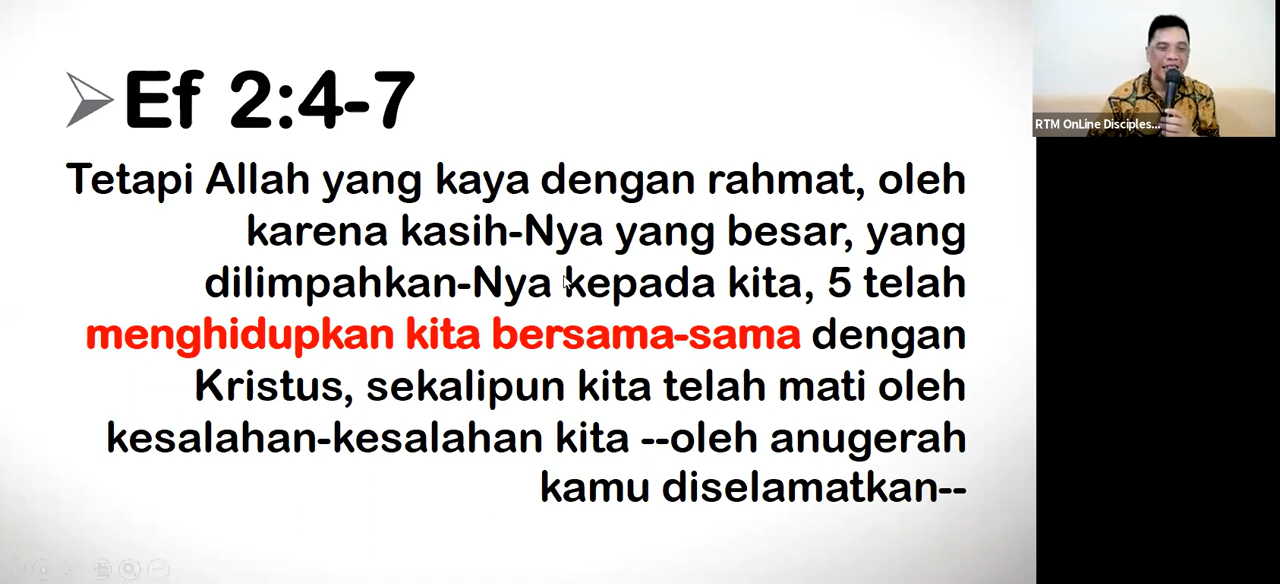 Ef 2:4-7
Tetapi Allah yang kaya dengan rahmat, oleh
karena kasih-Nya yang besar, yang
dilimpahkan-Nya kepada kita, 5 telah
menghidupkan kita bersama-sama dengan
Kristus, sekalipun kita telah mati oleh
kesalahan-kesalahan kita --oleh anugerah
kamu diselamatkan--
RTM OnLine Disciples...